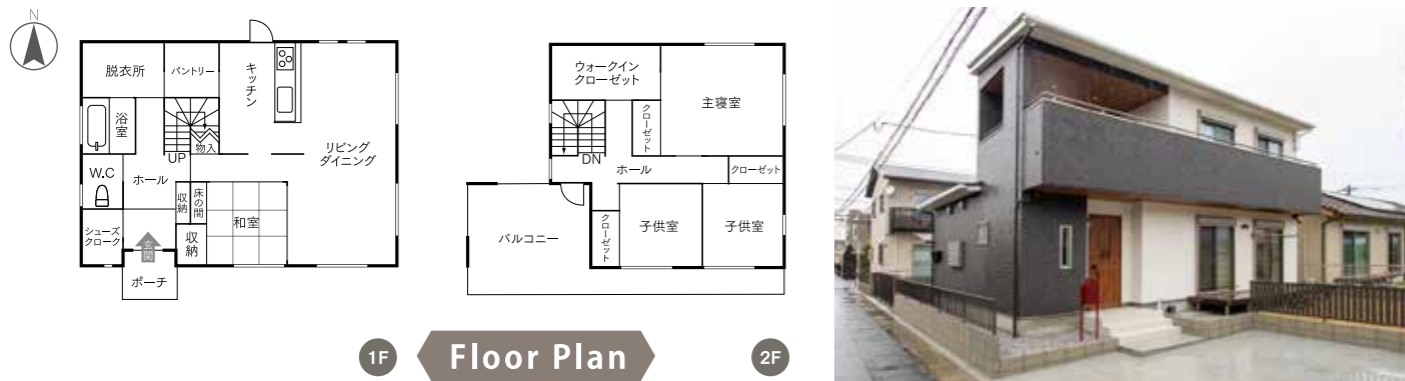 N
脱衣所
パントリー
キッチン
浴室
物入
UP
リビング
ダイニング
W.C
ホール
収納
床の間
和室
シューズ
クローク
玄関
収納
ポーチ
1F
Floor Plan
ウォークイン
クローゼット
主寝室
クローゼット
DN
ホール
クローゼット
バルコニー
クローゼット
子供室
子供室
2F